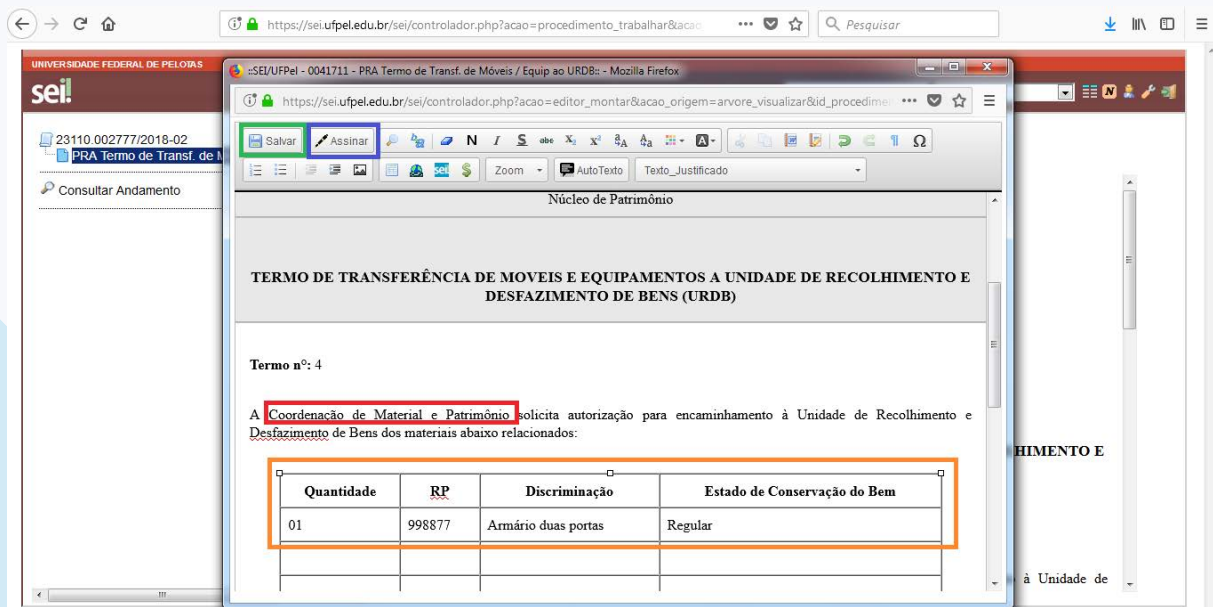 https://sei.ufpel.edu.br/sei/controlador.php?acao=procedimento_trabalhar&acao
Pesquisar
UNIVERSIDADE FEDERAL DE PELOTAS
sei!
23110.002777/2018-02
PRA Termo de Transf. de M
Consultar Andamento
::SEI/UFPel - 0041711 - PRA Termo de Transf. de Móveis / Equip ao URDB:: - Mozilla Firefox
https://sei.ufpel.edu.br/sei/controlador.php?acao=editor_montar&acao_origem=arvore_visualizar&id_procedime
Salvar Assinar N I S abc X₂ X² Ω
sei! $ Zoom AutoTexto Texto_Justificado
Núcleo de Patrimônio
TERMO DE TRANSFERÊNCIA DE MOVEIS E EQUIPAMENTOS A UNIDADE DE RECOLHIMENTO E
DESFAZIMENTO DE BENS (URDB)
Termo nº: 4
A Coordenação de Material e Patrimônio solicita autorização para encaminhamento à Unidade de Recolhimento e
Desfazimento de Bens dos materiais abaixo relacionados:
Quantidade RP Discriminação Estado de Conservação do Bem
01 998877 Armário duas portas Regular
HIMENTO E
à Unidade de